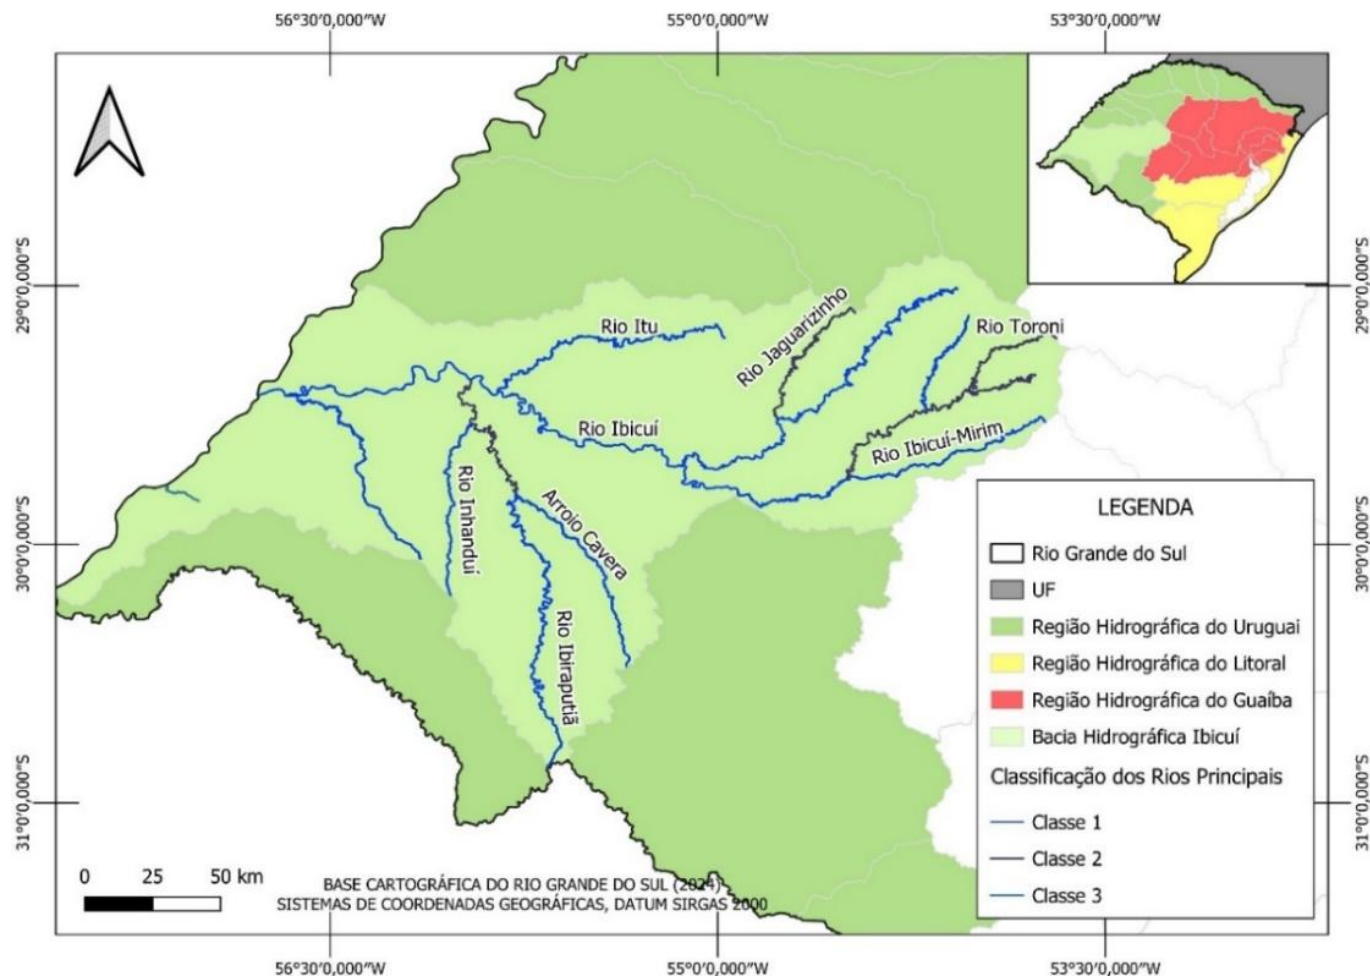 56°30'0,000"W
55°0'0,000"W
53°30'0,000"W
29°0'0,000"S
29°0'0,000"S
Rio Itu
Rio Jaguarizinho
Rio Toroni
Rio Ibicuí
Rio Ibicuí-Mirim
Rio Inhanduí
Arroio Cavera
Rio Ibiraputiã
30°0'0,000"S
30°0'0,000"S
31°0'0,000"S
31°0'0,000"S
LEGENDA
Rio Grande do Sul
UF
Região Hidrográfica do Uruguai
Região Hidrográfica do Litoral
Região Hidrográfica do Guaíba
Bacia Hidrográfica Ibicuí
Classificação dos Rios Principais
Classe 1
Classe 2
Classe 3
0 25 50 km
BASE CARTOGRÁFICA DO RIO GRANDE DO SUL (2024)
SISTEMAS DE COORDENADAS GEOGRÁFICAS, DATUM SIRGAS 2000
56°30'0,000"W
55°0'0,000"W
53°30'0,000"W